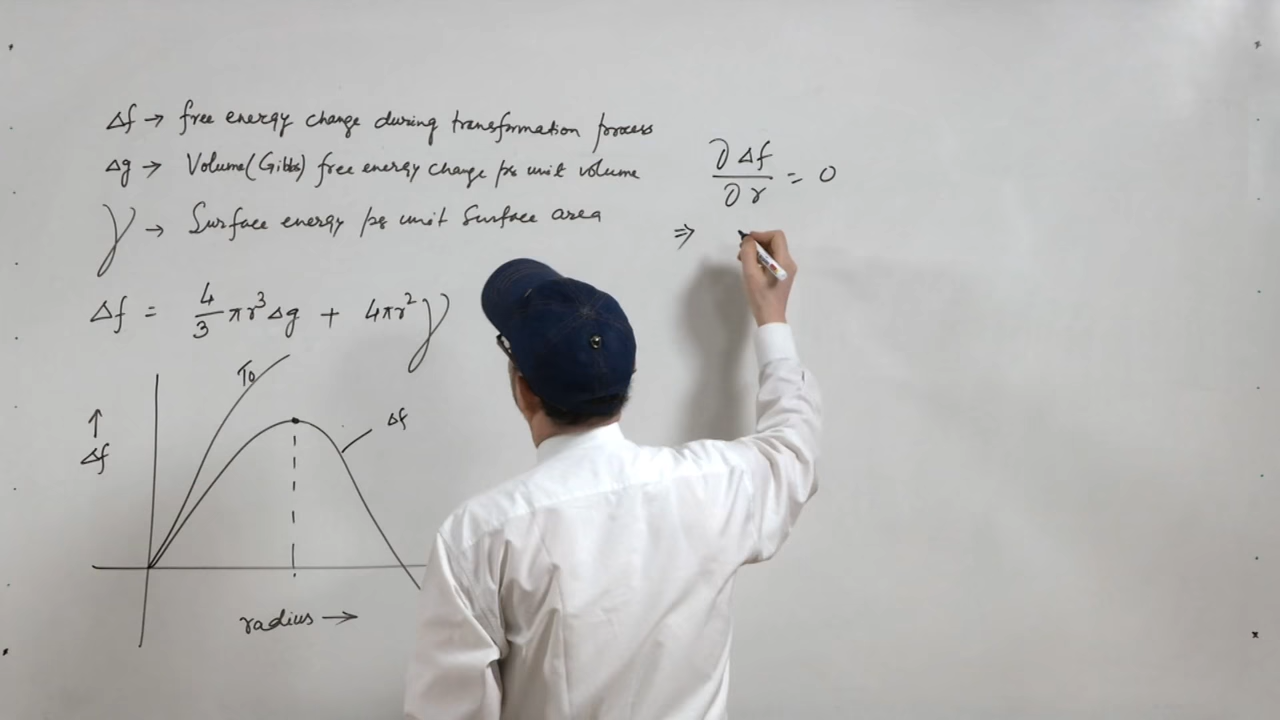 Δf → free energy change during transformation process
Δg → Volume (Gibbs) free energy change per unit volume
γ → Surface energy per unit Surface area
Δf = 4/3 πr³Δg + 4πr² γ
T₀
Δf
↑
Δf
radius →
∂Δf/∂r = 0
⇒